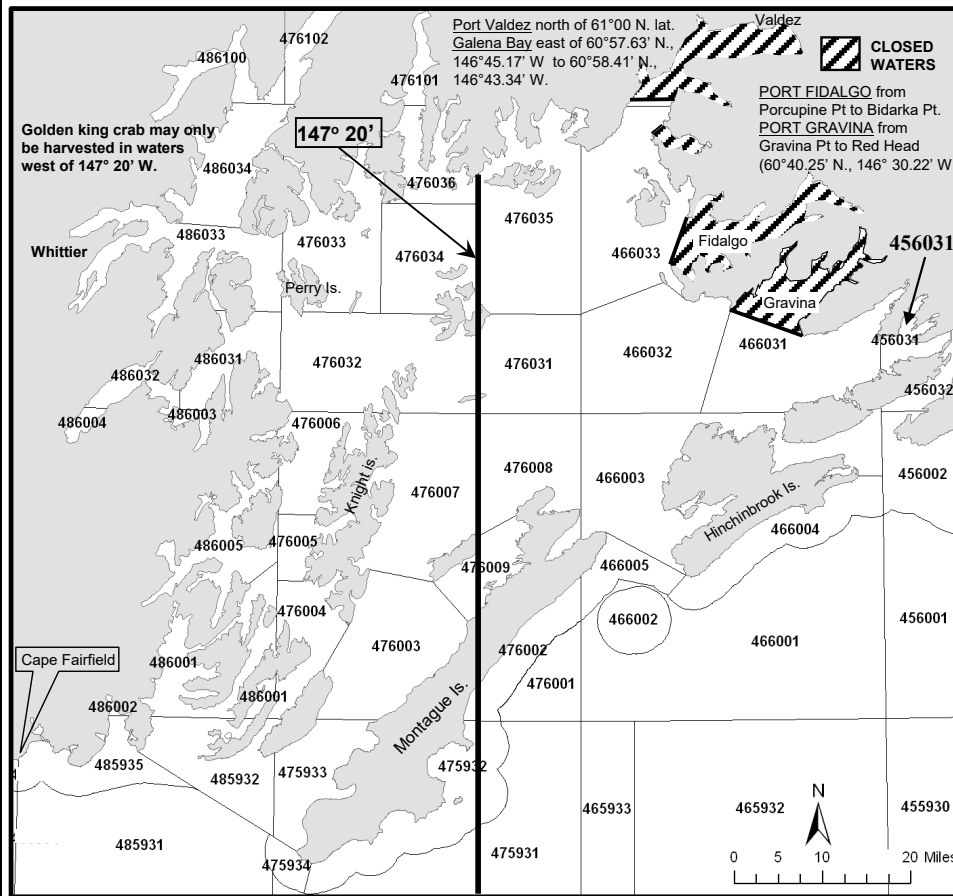 476102
486100
476101
Port Valdez north of 61°00 N. lat.
Galena Bay east of 60°57.63' N.,
146°45.17' W to 60°58.41' N.,
146°43.34' W.
Valdez
CLOSED
WATERS
PORT FIDALGO from
Porcupine Pt to Bidarka Pt.
PORT GRAVINA from
Gravina Pt to Red Head
(60°40.25' N., 146° 30.22' W
Golden king crab may only
be harvested in waters
west of 147° 20' W.
147° 20'
486034
476036
476035
486033
476033
476034
466033
Fidalgo
456031
Whittier
Perry Is.
Gravina
486031
476032
476031
466032
466031
456031
486032
456032
486004
486003
476006
Knight is.
476007
476008
466003
456002
Hinchinbrook Is.
466004
486005
476005
476009
466005
476004
466002
476003
476002
466001
456001
Cape Fairfield
486001
486001
476001
486002
Montague Is.
485935
485932
475933
475932
465933
465932
455930
N
485931
475934
475931
0 5 10 20 Miles